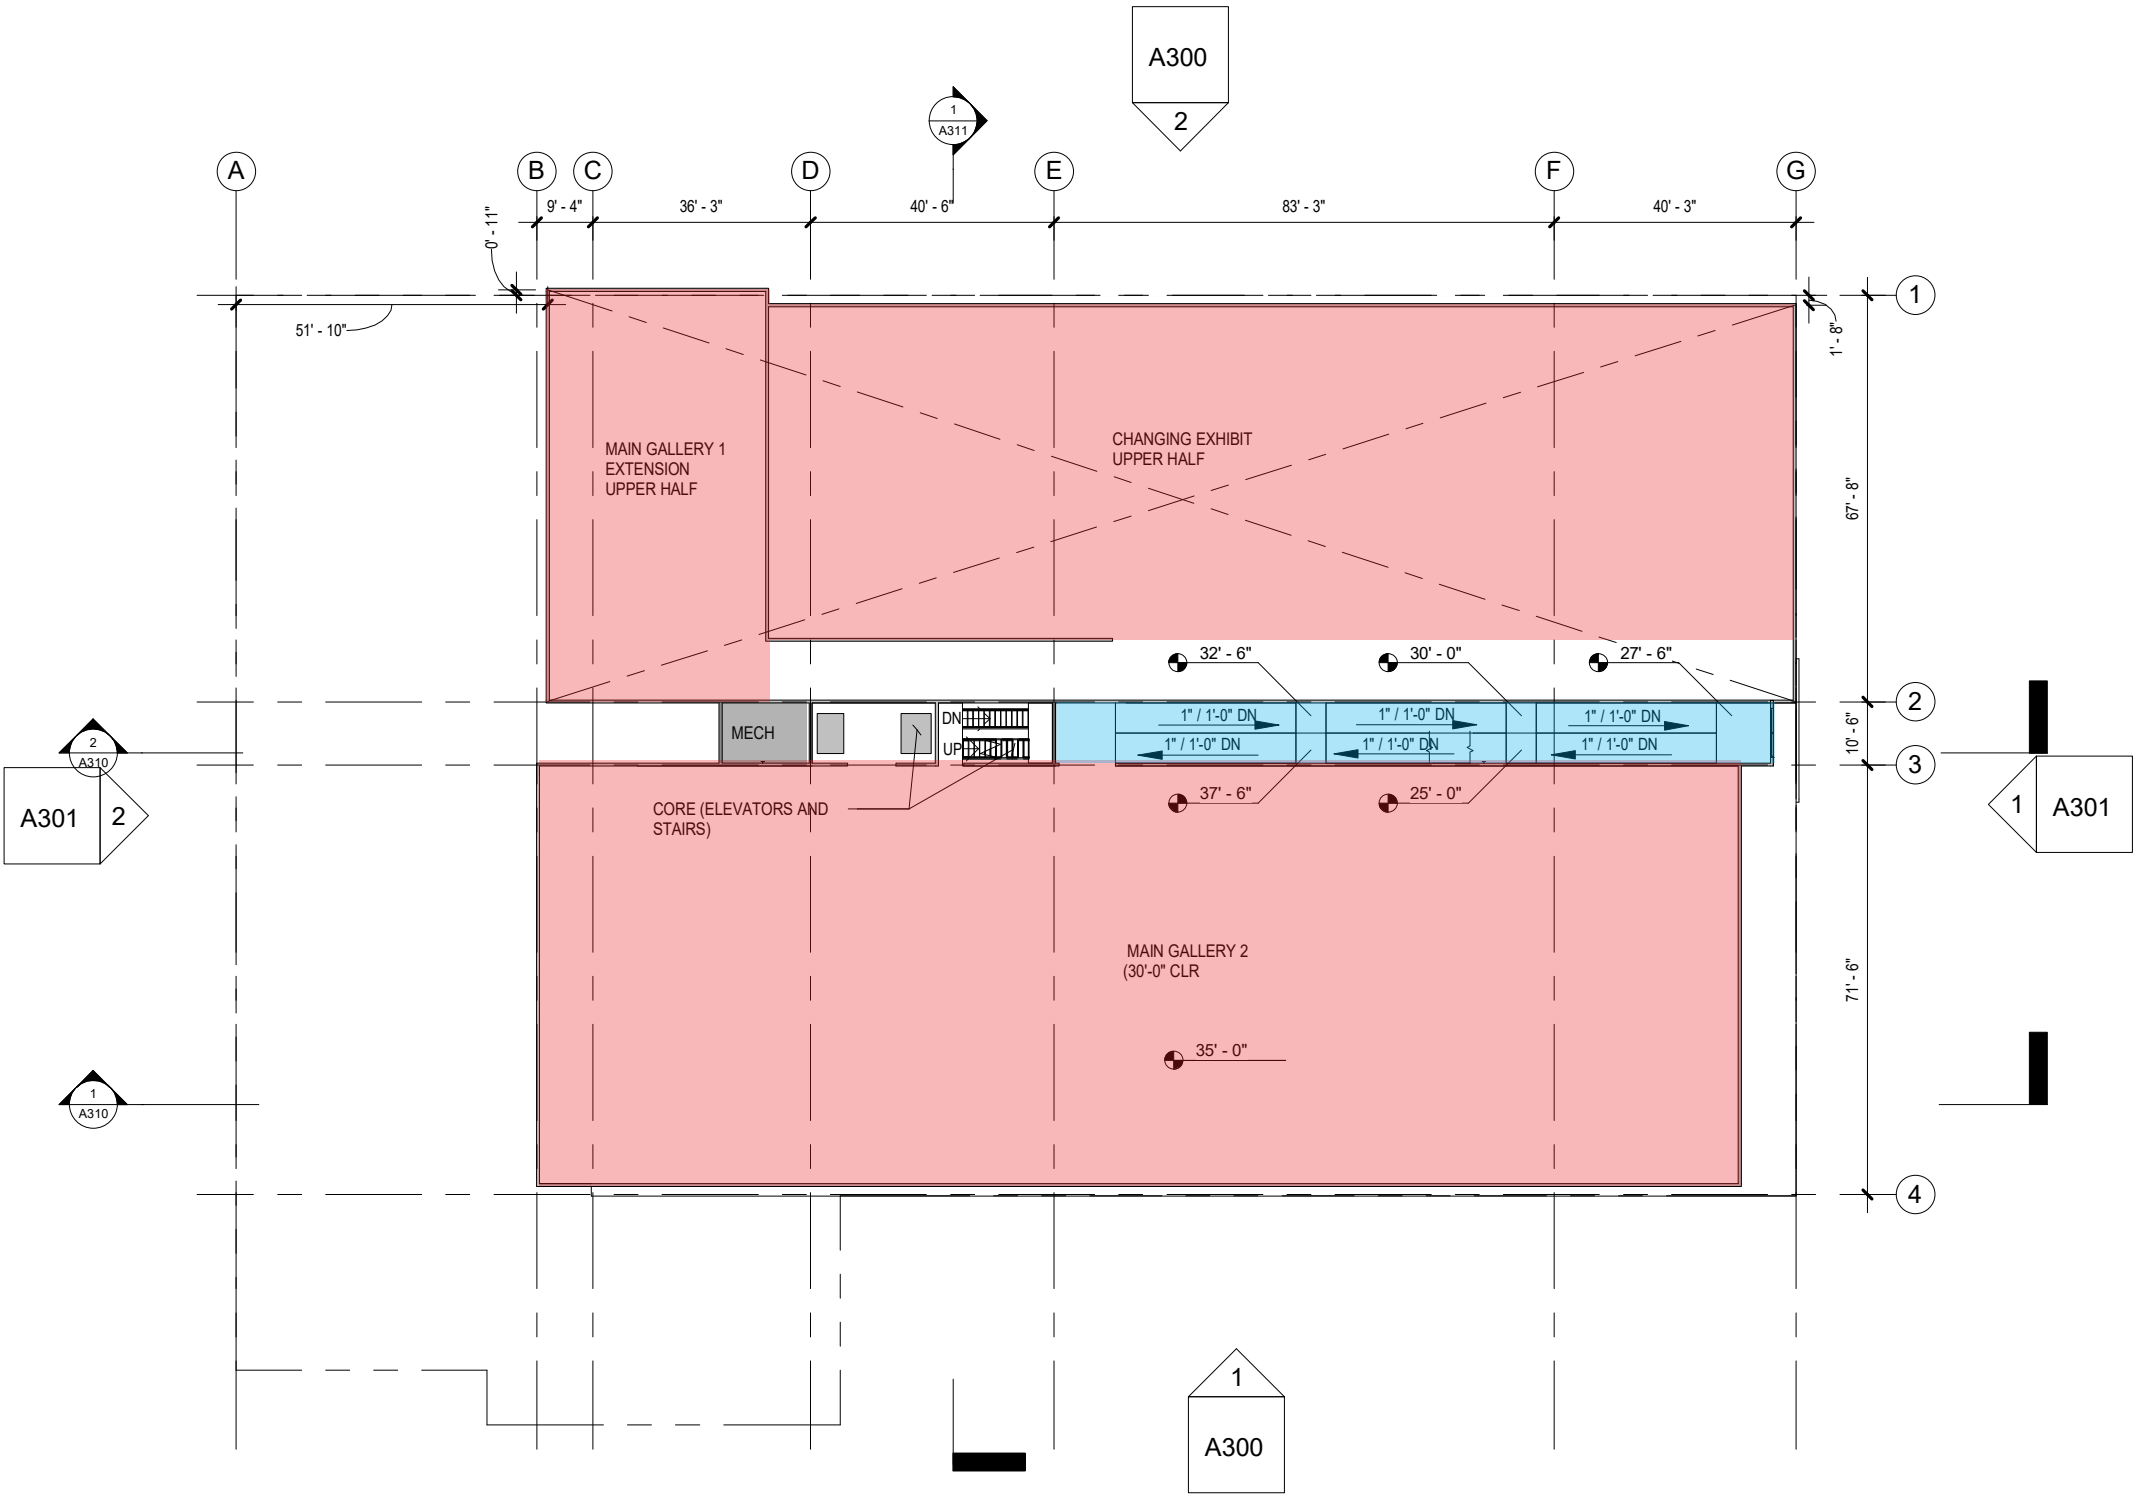 A300
2
1
A311
A
B
C
D
E
F
G
9' - 4"
36' - 3"
40' - 6"
83' - 3"
40' - 3"
0' - 11"
1
51' - 10"
1' - 8"
MAIN GALLERY 1
EXTENSION
UPPER HALF
CHANGING EXHIBIT
UPPER HALF
67' - 8"
32' - 6"
30' - 0"
27' - 6"
2
MECH
DN
UP
1" / 1'-0" DN
1" / 1'-0" DN
1" / 1'-0" DN
1" / 1'-0" DN
1" / 1'-0" DN
1" / 1'-0" DN
10' - 6"
3
2
A310
A301
2
37' - 6"
25' - 0"
1
A301
CORE (ELEVATORS AND
STAIRS)
MAIN GALLERY 2
(30'-0" CLR
71' - 6"
35' - 0"
1
A310
4
1
A300